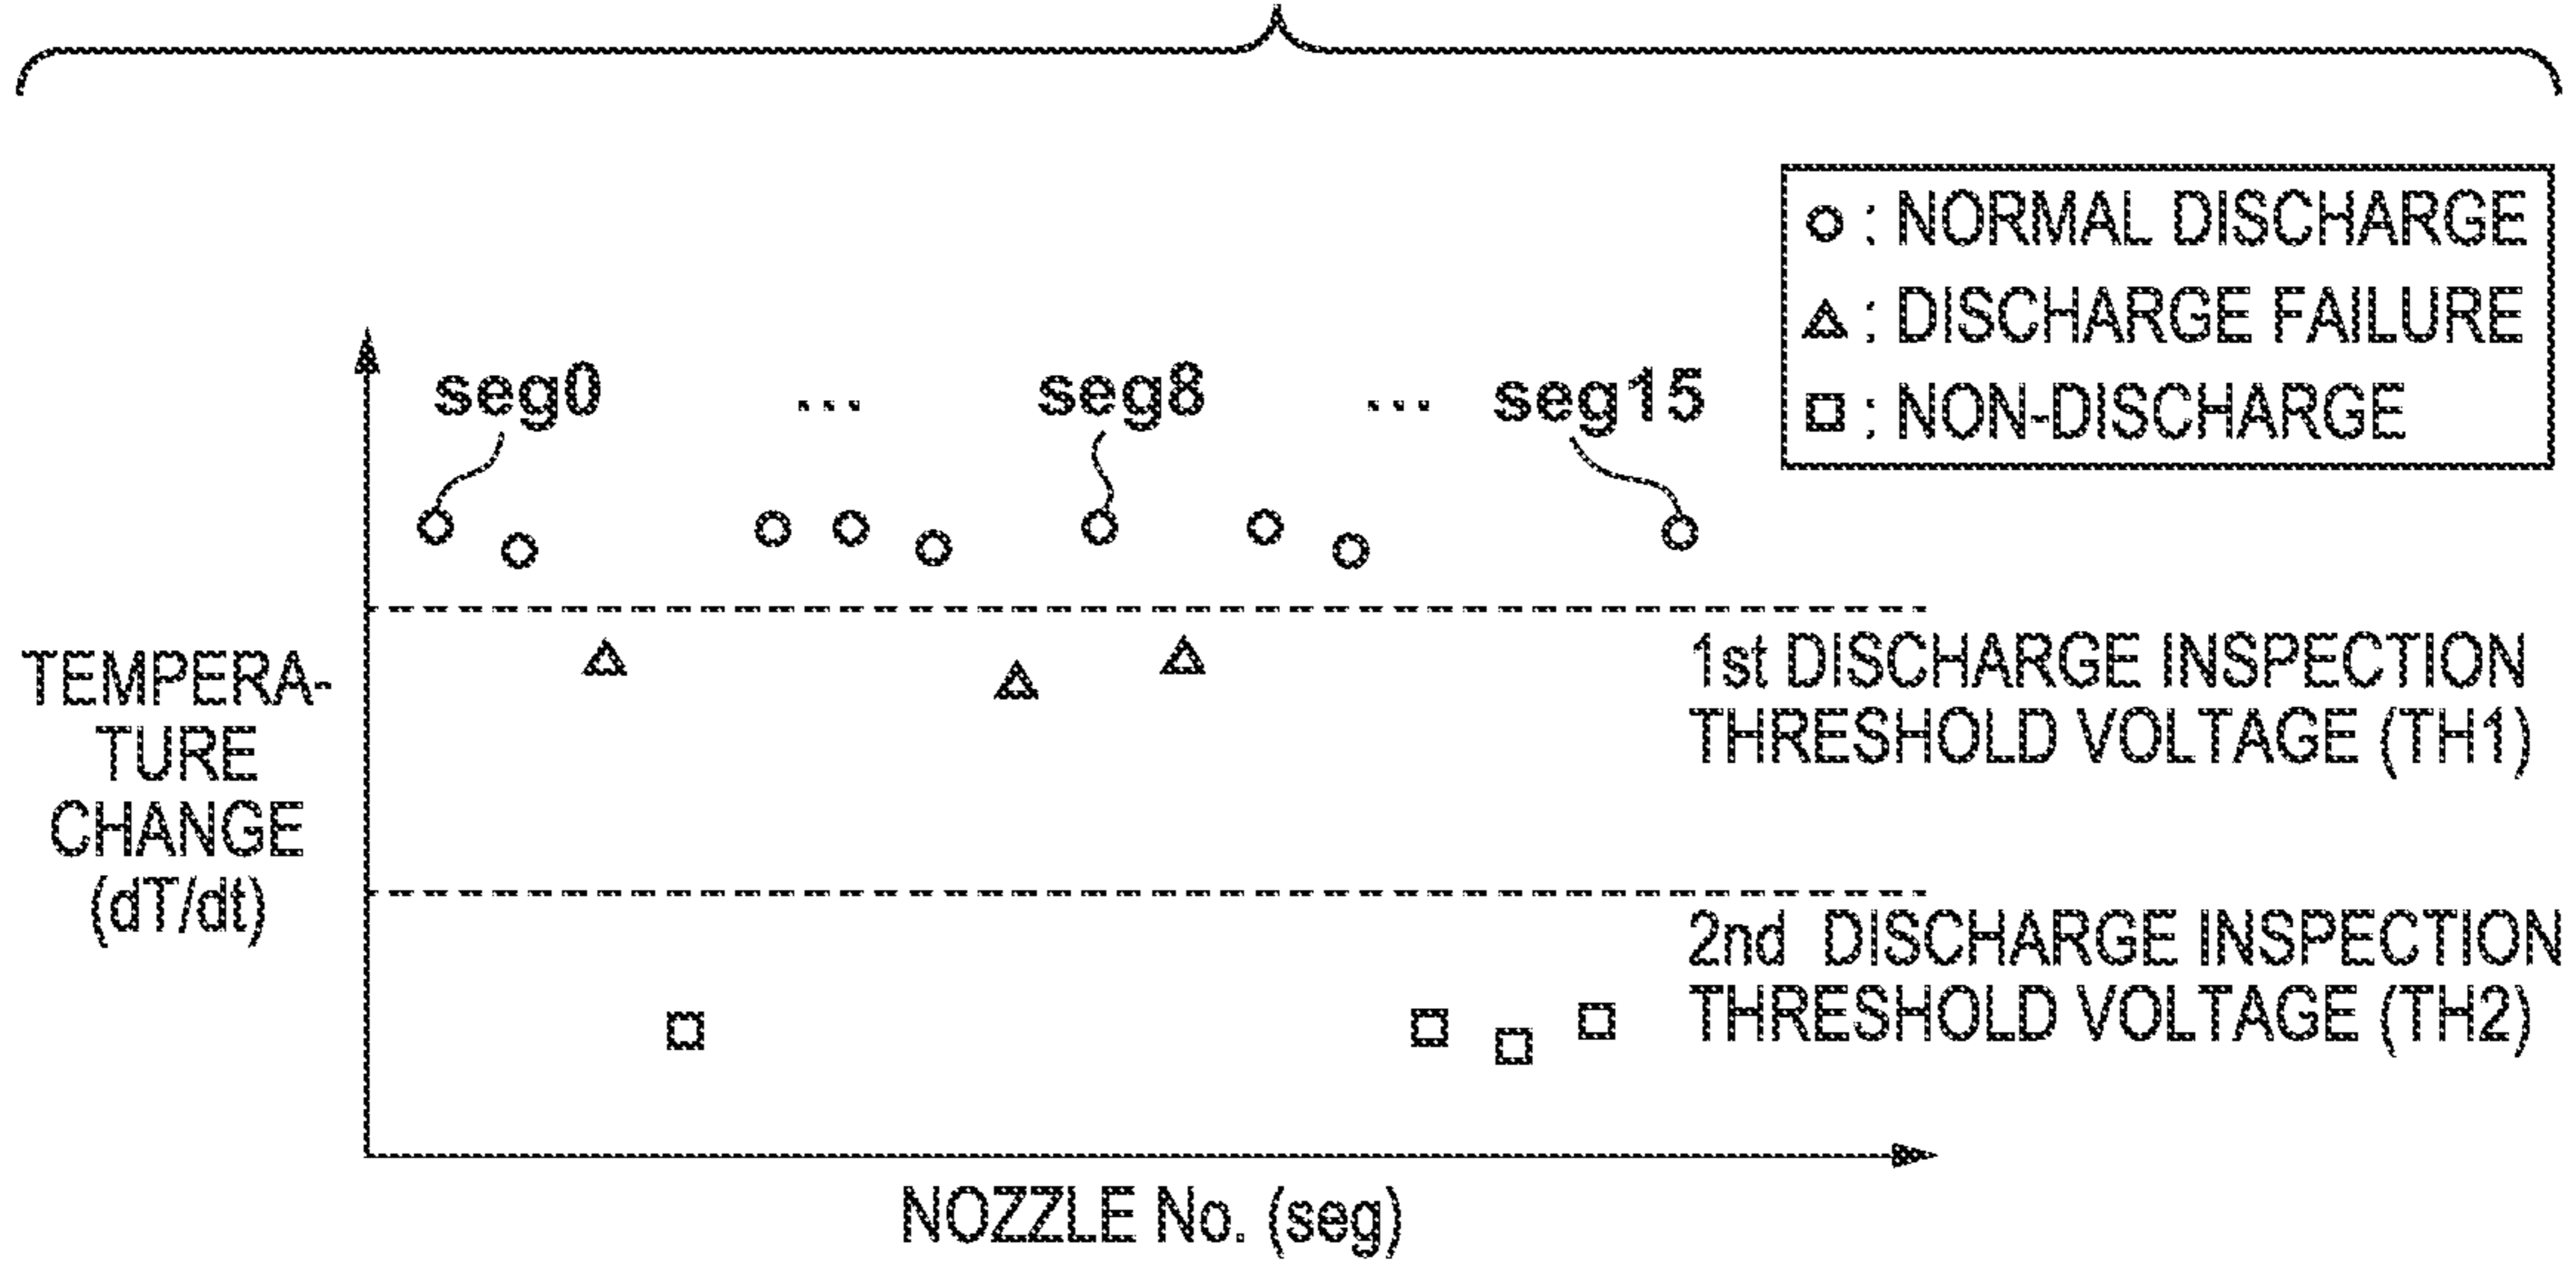 : NORMAL DISCHARGE
: DISCHARGE FAILURE
: NON-DISCHARGE
seg0 ... seg8 ... seg15
TEMPERA-
TURE
CHANGE
(dT/dt)
1st DISCHARGE INSPECTION
THRESHOLD VOLTAGE (TH1)
2nd DISCHARGE INSPECTION
THRESHOLD VOLTAGE (TH2)
NOZZLE No. (seg)